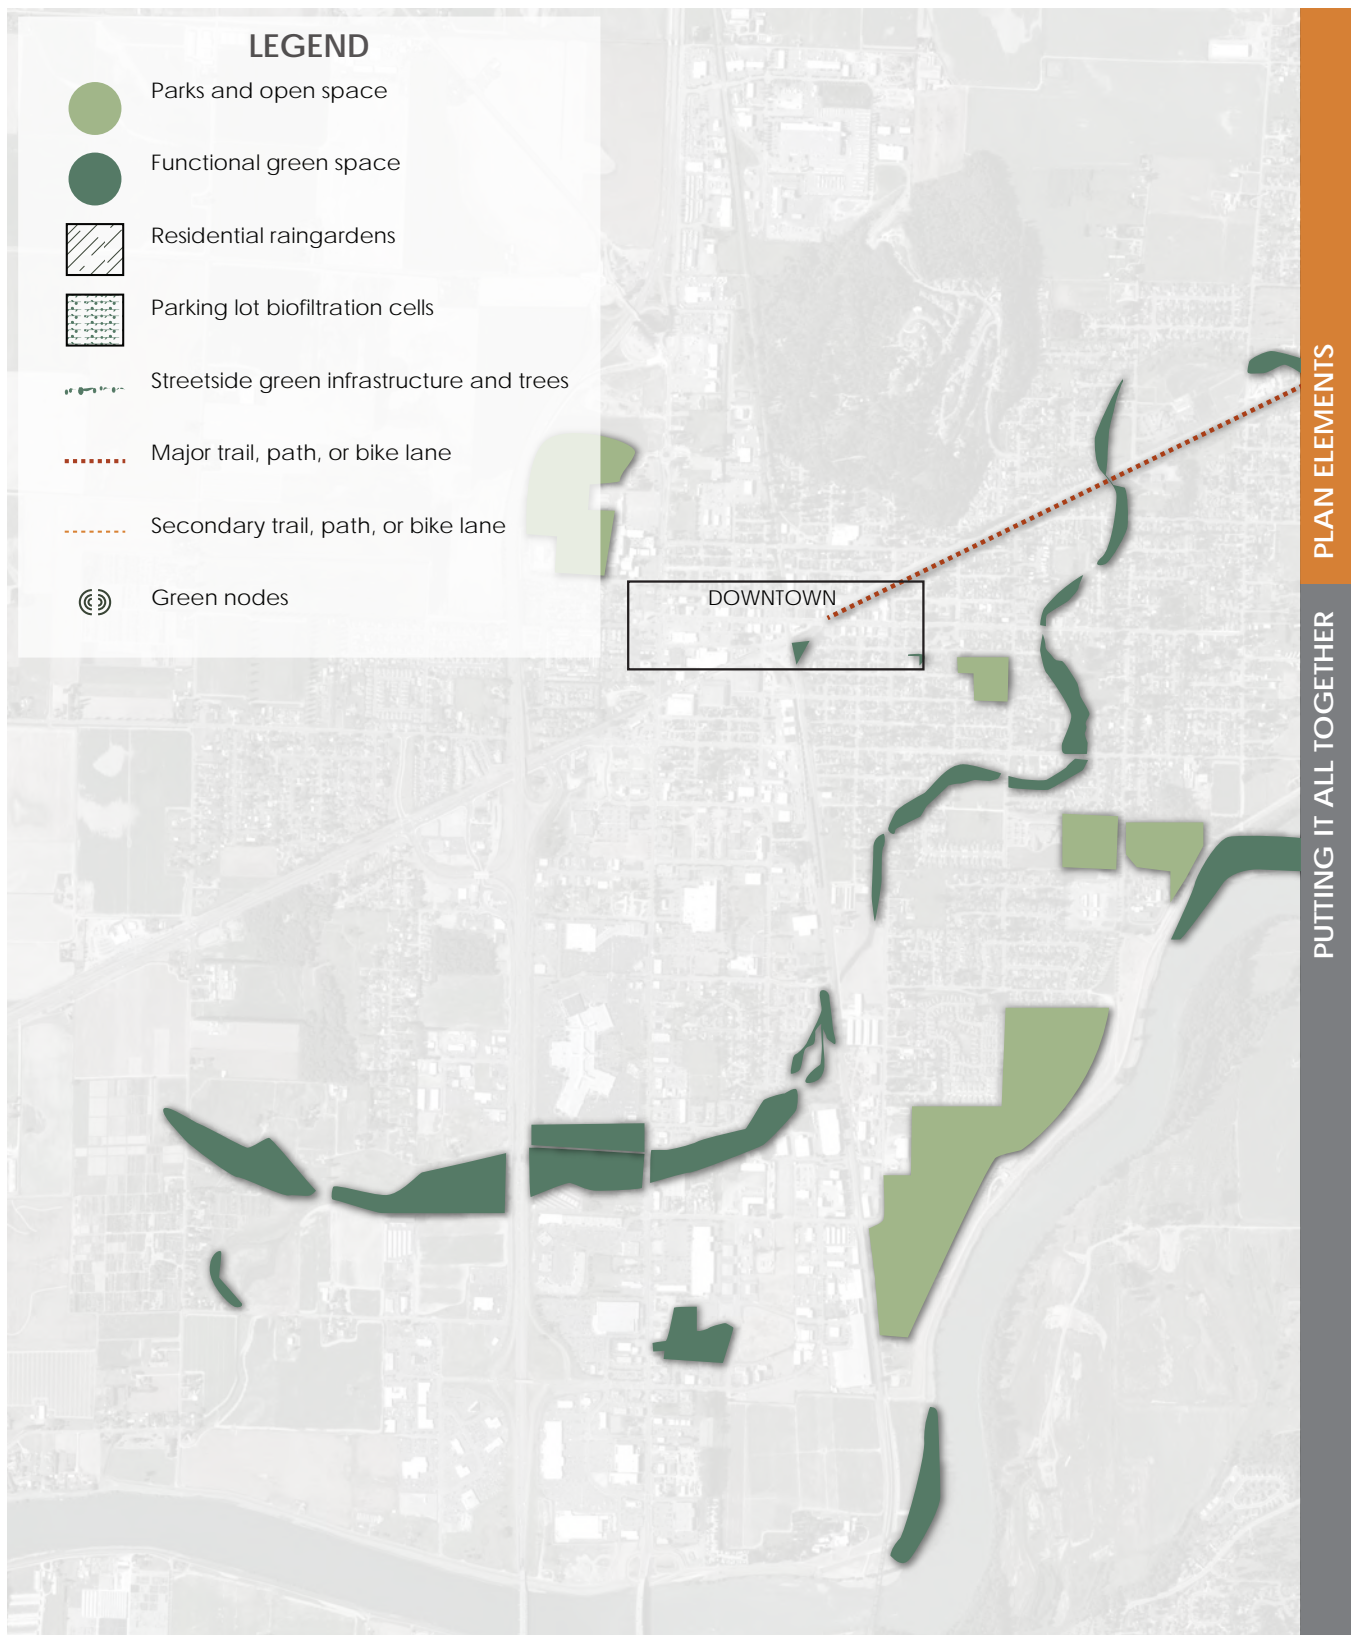 LEGEND
Parks and open space
Functional green space
Residential raingardens
Parking lot biofiltration cells
Streetside green infrastructure and trees
Major trail, path, or bike lane
Secondary trail, path, or bike lane
Green nodes
DOWNTOWN
PLAN ELEMENTS
PUTTING IT ALL TOGETHER